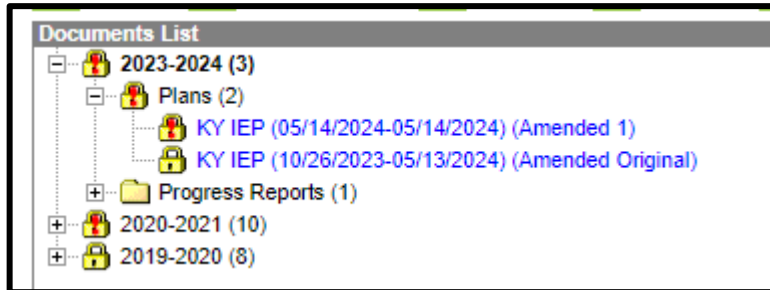 Documents List
2023-2024 (3)
Plans (2)
KY IEP (05/14/2024-05/14/2024) (Amended 1)
KY IEP (10/26/2023-05/13/2024) (Amended Original)
Progress Reports (1)
2020-2021 (10)
2019-2020 (8)